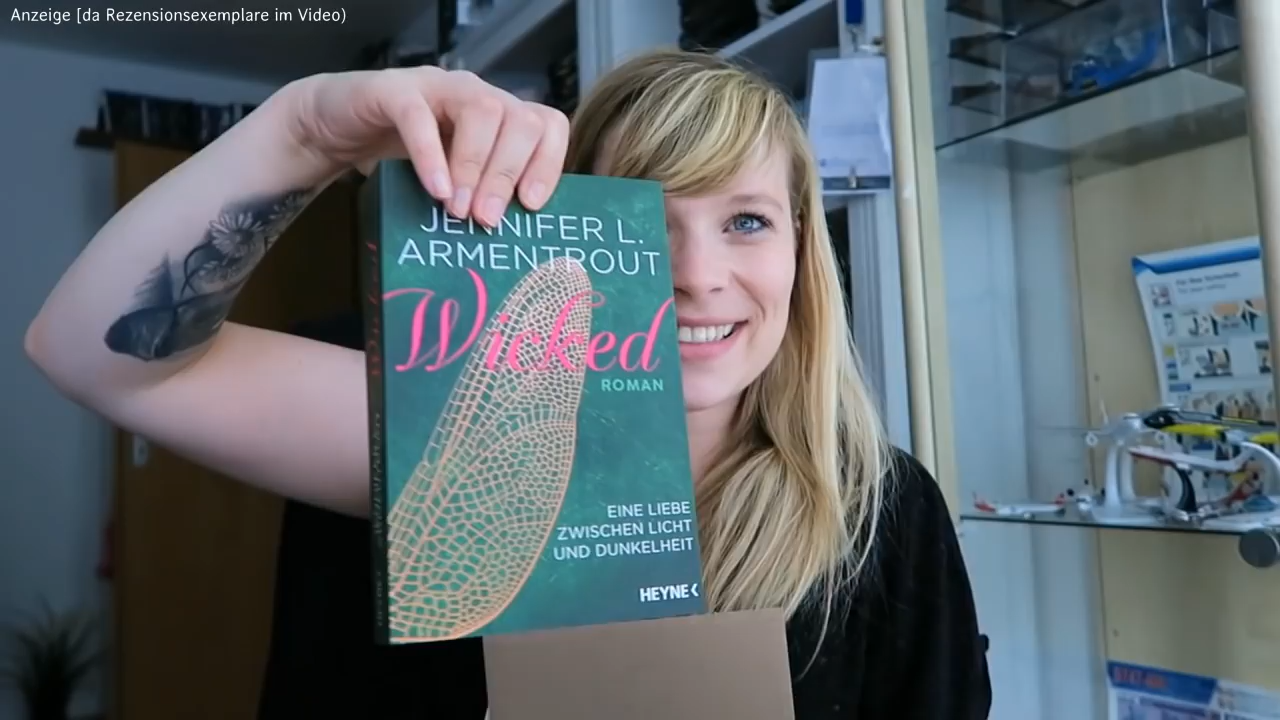 Anzeige [da Rezensionsexemplare im Video)
JENNIFER L.
ARMENTROUT
Wicked
ROMAN
EINE LIEBE
ZWISCHEN LICHT
UND DUNKELHEIT
HEYNE <